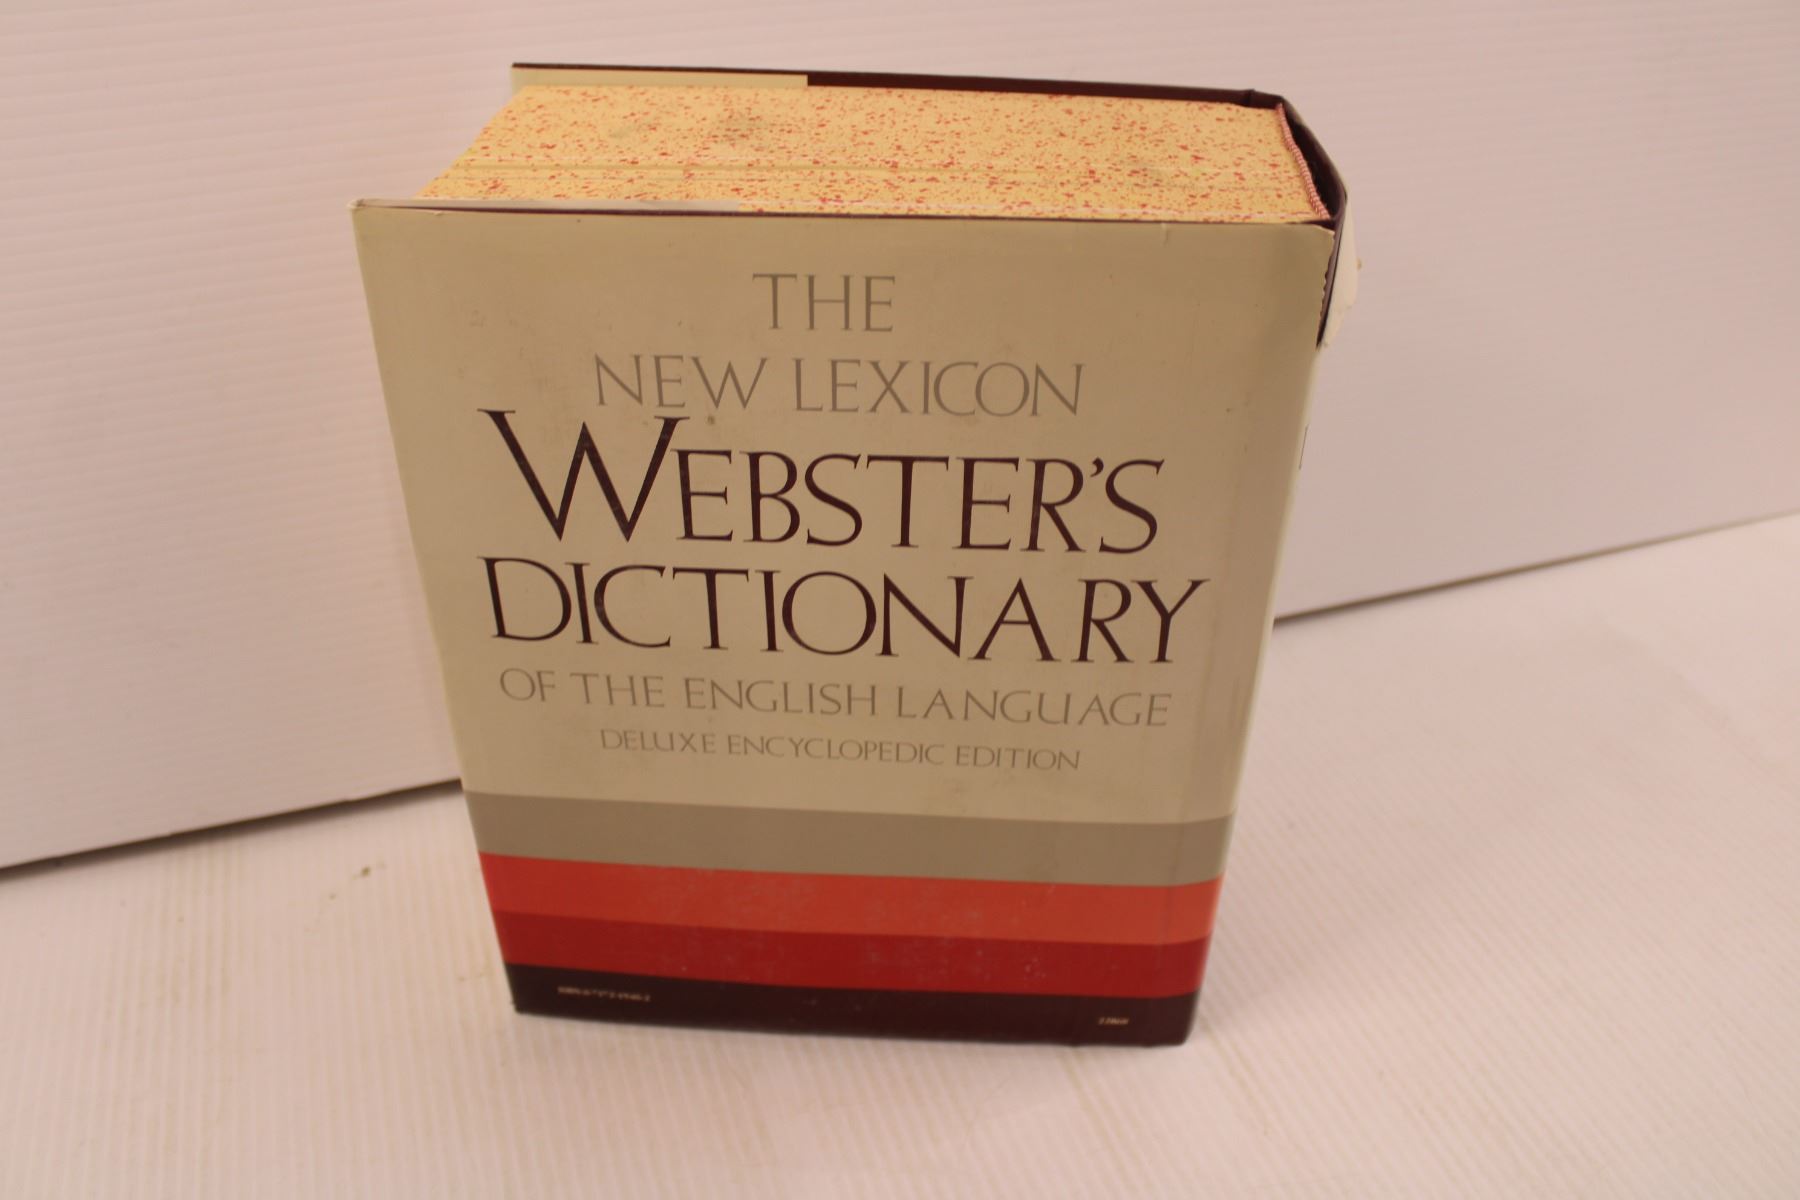 THE
NEW LEXICON
WEBSTER'S
DICTIONARY
OF THE ENGLISH LANGUAGE
DELUXE ENCYCLOPEDIC EDITION